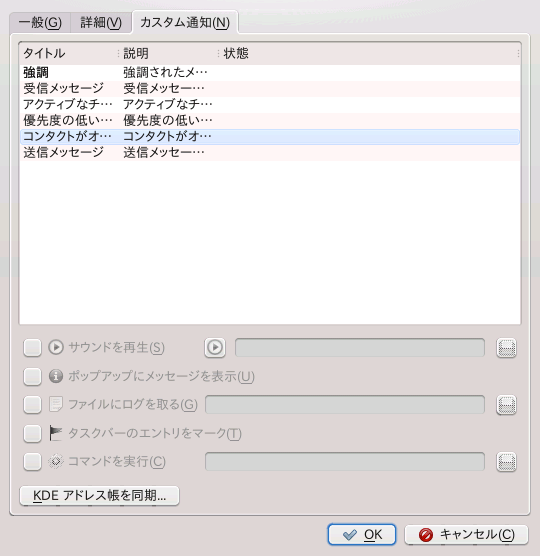 一般(G) 詳細(V) カスタム通知(N)
タイトル 説明 状態
強調 強調されたメ…
受信メッセージ 受信メッセー…
アクティブなチ… アクティブなチ…
優先度の低い… 優先度の低い…
コンタクトがオ… コンタクトがオ…
送信メッセージ 送信メッセー…
サウンドを再生(S)
ポップアップにメッセージを表示(U)
ファイルにログを取る(G)
タスクバーのエントリをマーク(T)
コマンドを実行(C)
KDE アドレス帳を同期...
OK キャンセル(C)